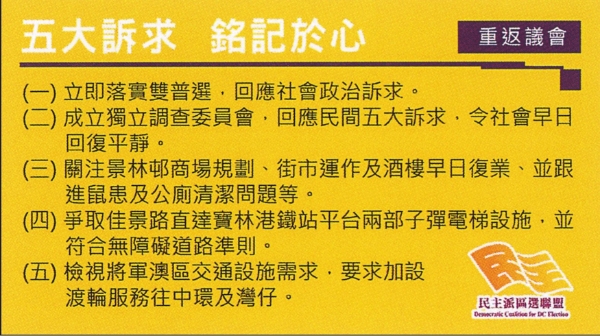 五大訴求 銘記於心
重返議會
(一) 立即落實雙普選，回應社會政治訴求。
(二) 成立獨立調查委員會，回應民間五大訴求，令社會早日
回復平靜。
(三) 關注景林邨商場規劃、街市運作及酒樓早日復業、並跟
進鼠患及公廁清潔問題等。
(四) 爭取佳景路直達寶林港鐵站平台兩部子彈電梯設施，並
符合無障礙道路準則。
(五) 檢視將軍澳區交通設施需求，要求加設
渡輪服務往中環及灣仔。
民主
民主派區選聯盟
Democratic Coalition for DC Election